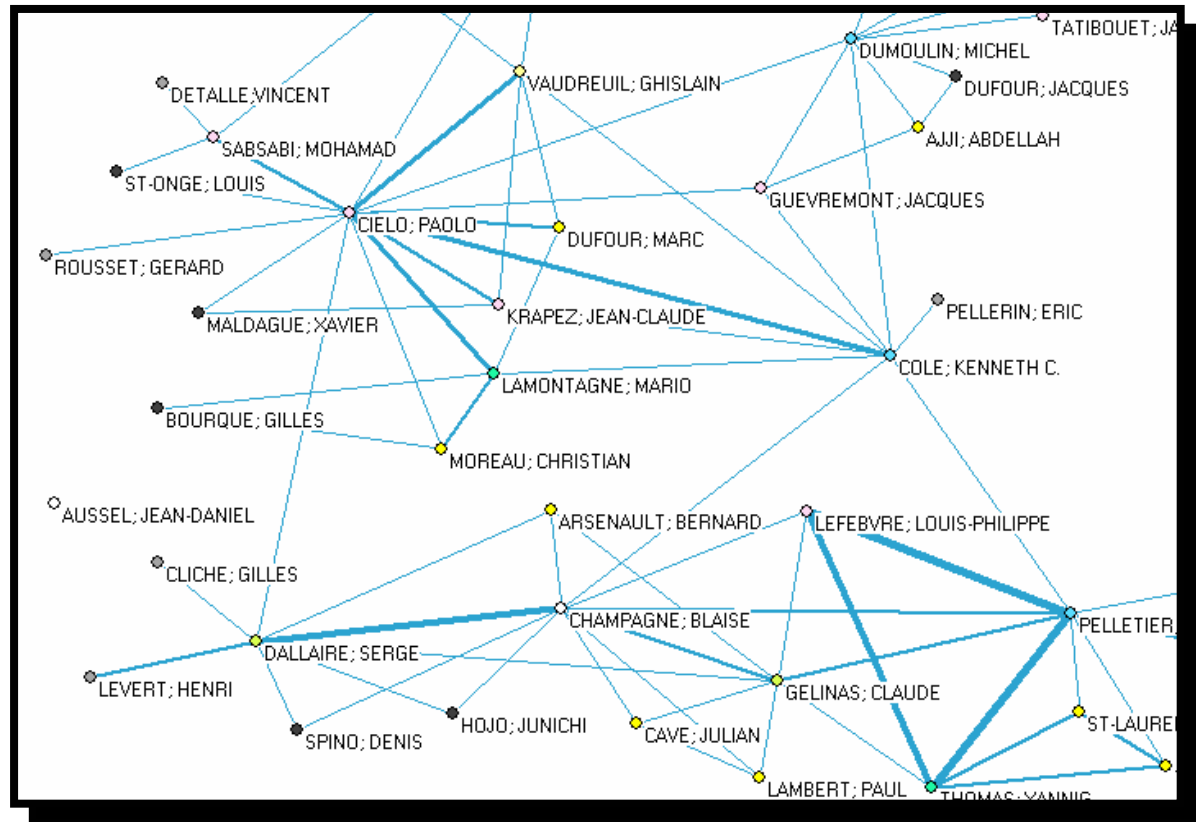 TATIBOUET; JA
DUMOULIN; MICHEL
VAUDREUIL; GHISLAIN
DUFOUR; JACQUES
DETALLE; VINCENT
AJJI; ABDELLAH
SABSABI; MOHAMAD
ST-ONGE; LOUIS
GUEVREMONT; JACQUES
CIELO; PAOLO
DUFOUR; MARC
ROUSSET; GERARD
PELLERIN; ERIC
KRAPEZ; JEAN-CLAUDE
MALDAGUE; XAVIER
COLE; KENNETH C.
LAMONTAGNE; MARIO
BOURQUE; GILLES
MOREAU; CHRISTIAN
AUSSEL; JEAN-DANIEL
ARSENAULT; BERNARD
LEFEBVRE; LOUIS-PHILIPPE
CLICHE; GILLES
CHAMPAGNE; BLAISE
PELLETIER
DALLAIRE; SERGE
LEVERT; HENRI
GELINAS; CLAUDE
HOJO; JUNICHI
ST-LAURE
CAVE; JULIAN
SPINO; DENIS
LAMBERT; PAUL
THOMAS; YANNIG